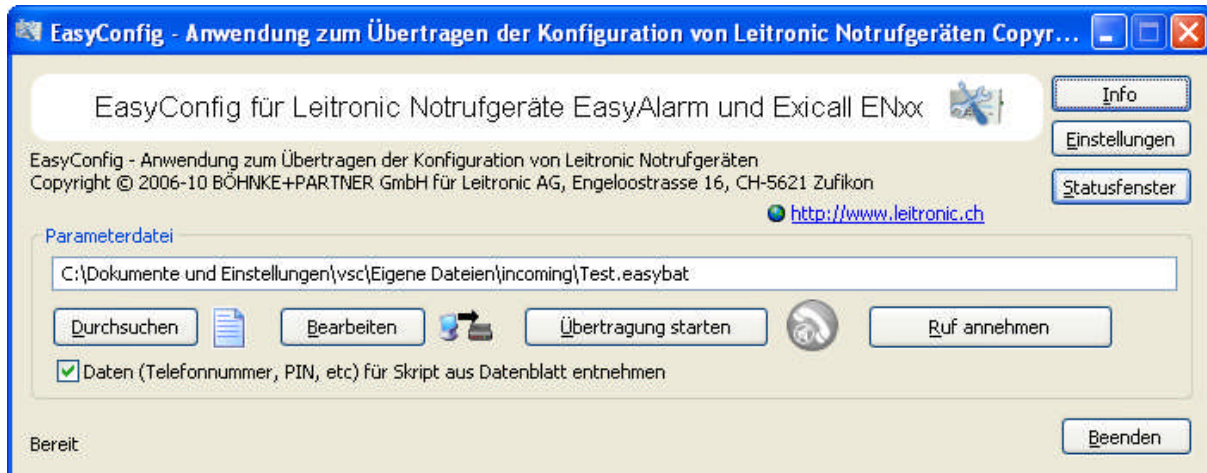 EasyConfig - Anwendung zum Übertragen der Konfiguration von Leitronic Notrufgeräten Copyr...
EasyConfig für Leitronic Notrufgeräte EasyAlarm und Exicall ENxx
Info
Einstellungen
EasyConfig - Anwendung zum Übertragen der Konfiguration von Leitronic Notrufgeräten
Copyright © 2006-10 BÖHNKE+PARTNER GmbH für Leitronic AG, Engeloostrasse 16, CH-5621 Zufikon
Statusfenster
http://www.leitronic.ch
Parameterdatei
C:\Dokumente und Einstellungen\vsc\Eigene Dateien\incoming\Test.easybat
Durchsuchen Bearbeiten Übertragung starten Ruf annehmen
Daten (Telefonnummer, PIN, etc) für Skript aus Datenblatt entnehmen
Bereit
Beenden